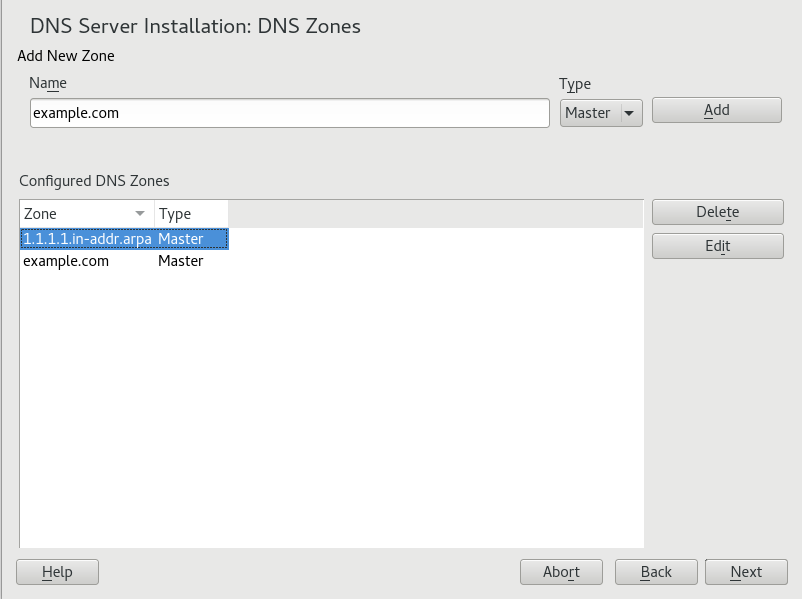 DNS Server Installation: DNS Zones
Add New Zone
Name Type
example.com Master Add
Configured DNS Zones
Zone Type Delete
1.1.1.1.in-addr.arpa Master Edit
example.com Master
Help Abort Back Next